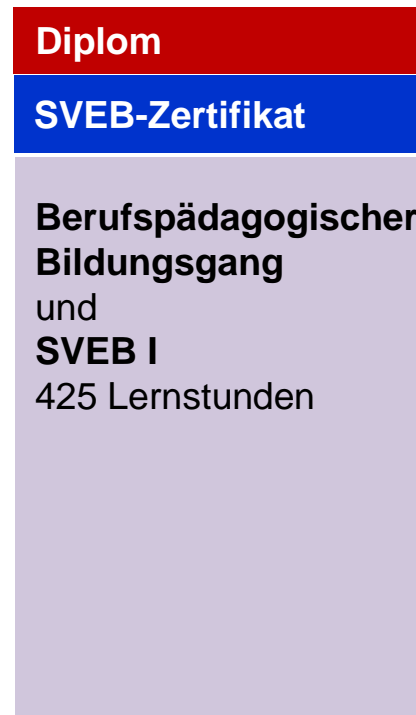 Diplom
SVEB-Zertifikat
Berufspädagogischer
Bildungsgang
und
SVEB I
425 Lernstunden